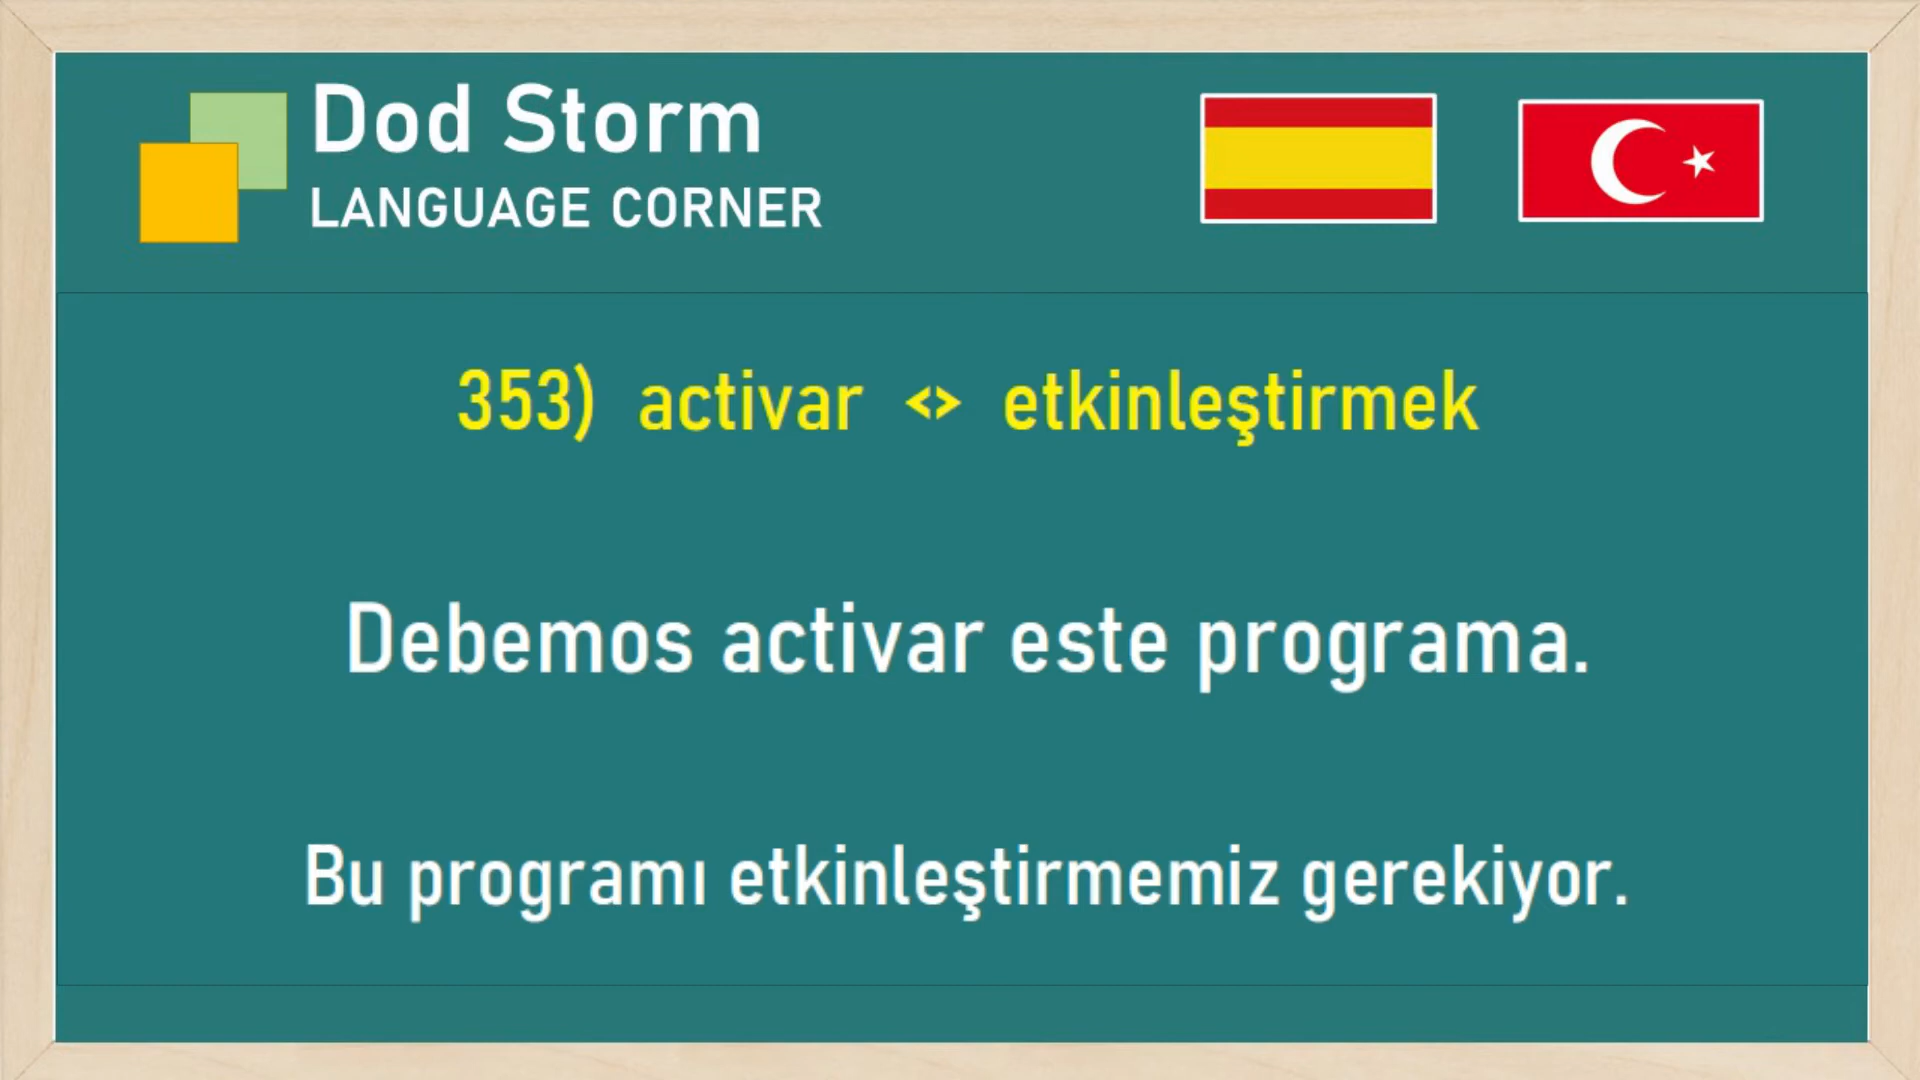 Dod Storm
LANGUAGE CORNER
353) activar <> etkinleştirmek
Debemos activar este programa.
Bu programı etkinleştirmemiz gerekiyor.